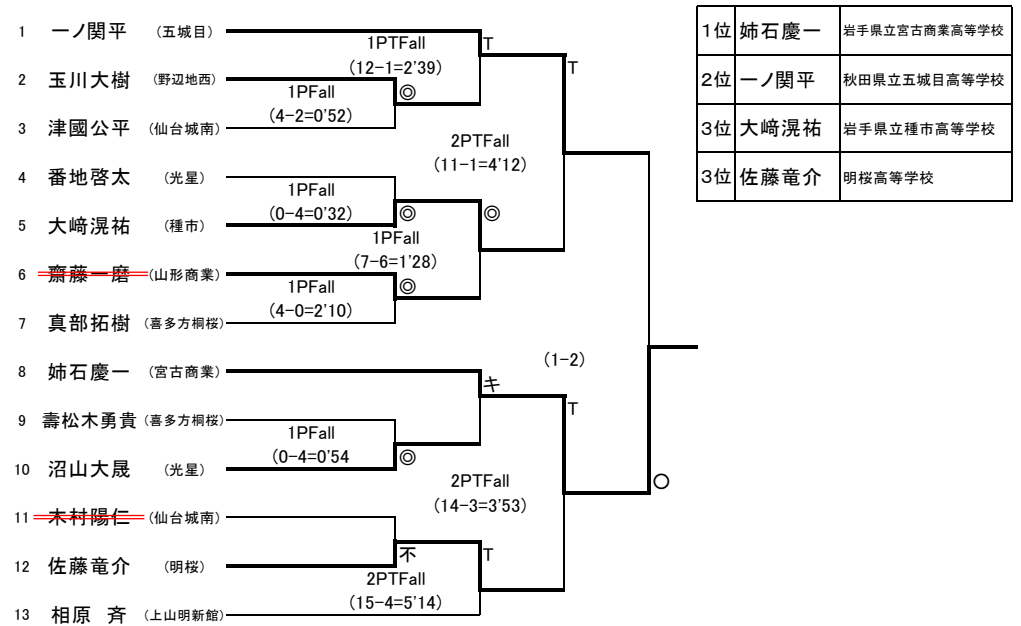 1 一ノ関平 (五城目)
1PTFall
(12-1=2'39)
T
T
2 玉川大樹 (野辺地西)
1PFall
(4-2=0'52)
◎
3 津國公平 (仙台城南)
2PTFall
(11-1=4'12)
4 番地啓太 (光星)
1PFall
(0-4=0'32)
◎
◎
5 大﨑滉祐 (種市)
1PFall
(7-6=1'28)
6 齋藤一磨 (山形商業)
1PFall
(4-0=2'10)
◎
7 真部拓樹 (喜多方桐桜)
(1-2)
8 姉石慶一 (宮古商業)
キ
T
9 壽松木勇貴 (喜多方桐桜)
1PFall
(0-4=0'54
◎
10 沼山大晟 (光星)
2PTFall
(14-3=3'53)
○
11 木村陽仁 (仙台城南)
不
T
12 佐藤竜介 (明桜)
2PTFall
(15-4=5'14)
13 相原 斉 (上山明新館)
1位 姉石慶一 岩手県立宮古商業高等学校
2位 一ノ関平 秋田県立五城目高等学校
3位 大﨑滉祐 岩手県立種市高等学校
3位 佐藤竜介 明桜高等学校